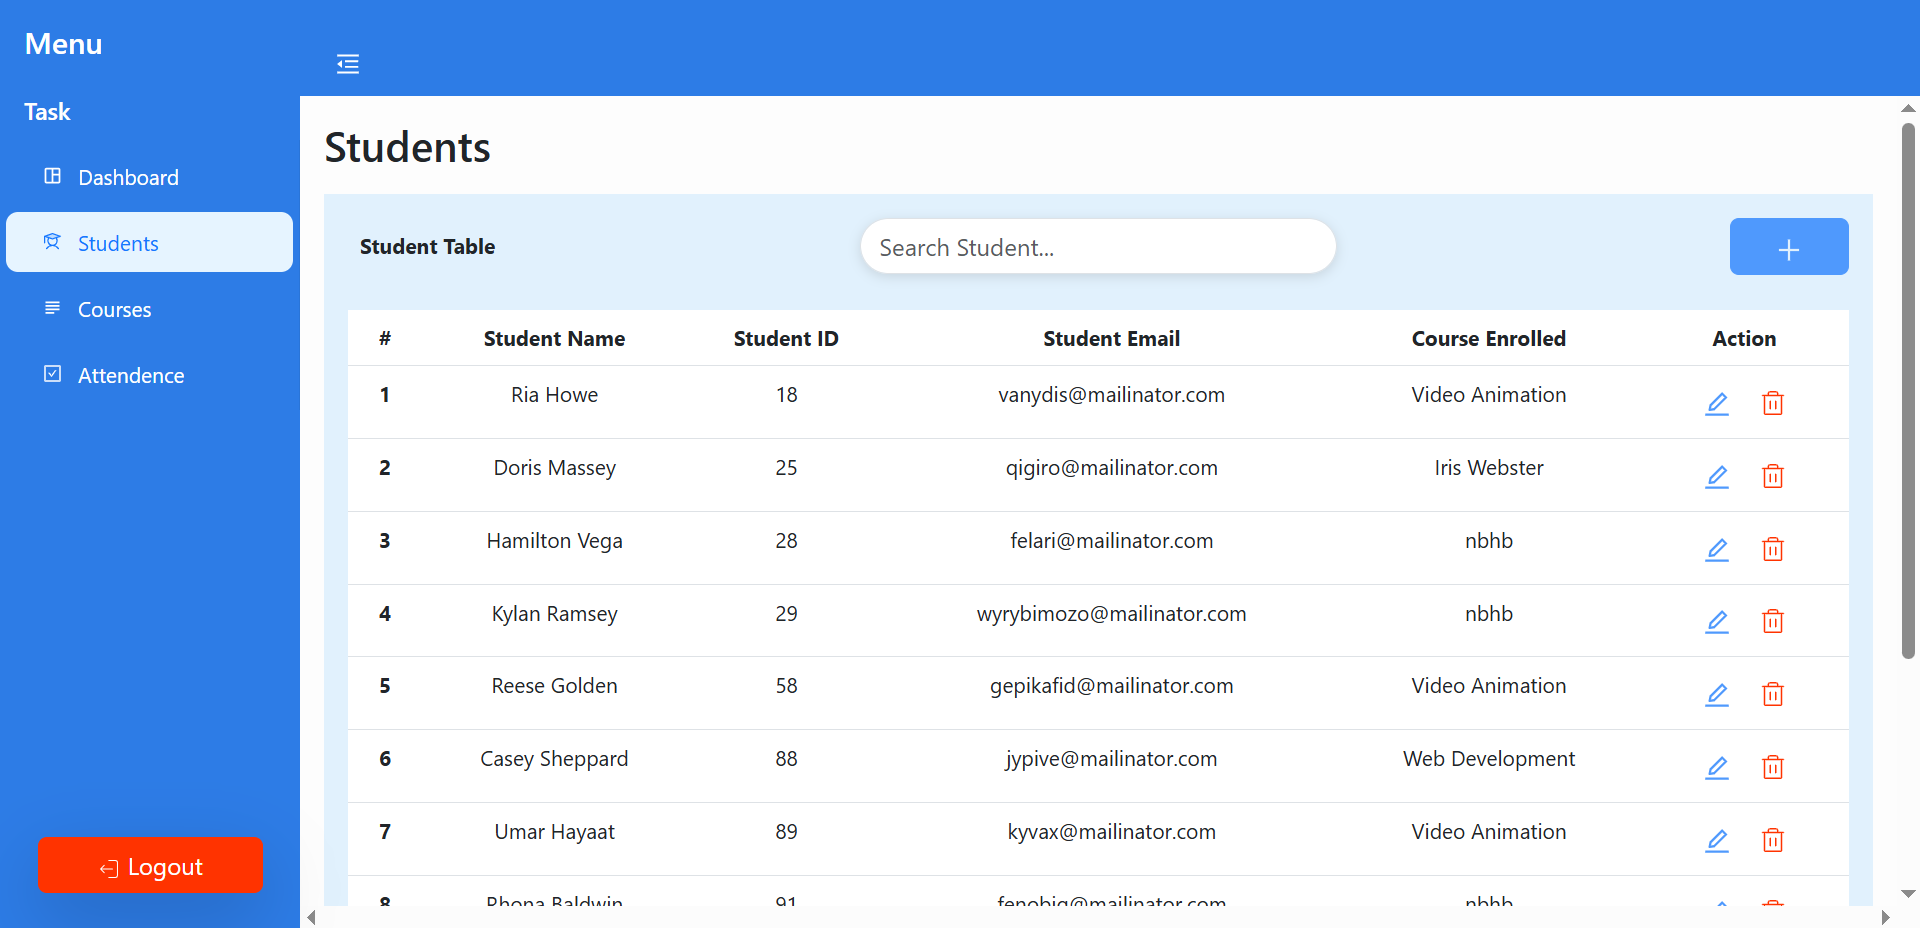 Menu
Task
Dashboard
Students
Courses
Attendence
Logout
Students
Student Table
Search Student...
# Student Name Student ID Student Email Course Enrolled Action
1 Ria Howe 18 vanydis@mailinator.com Video Animation
2 Doris Massey 25 qigiro@mailinator.com Iris Webster
3 Hamilton Vega 28 felari@mailinator.com nbhb
4 Kylan Ramsey 29 wyrybimozo@mailinator.com nbhb
5 Reese Golden 58 gepikafid@mailinator.com Video Animation
6 Casey Sheppard 88 jypive@mailinator.com Web Development
7 Umar Hayaat 89 kyvax@mailinator.com Video Animation
8 Rhona Baldwin 91 nbhb